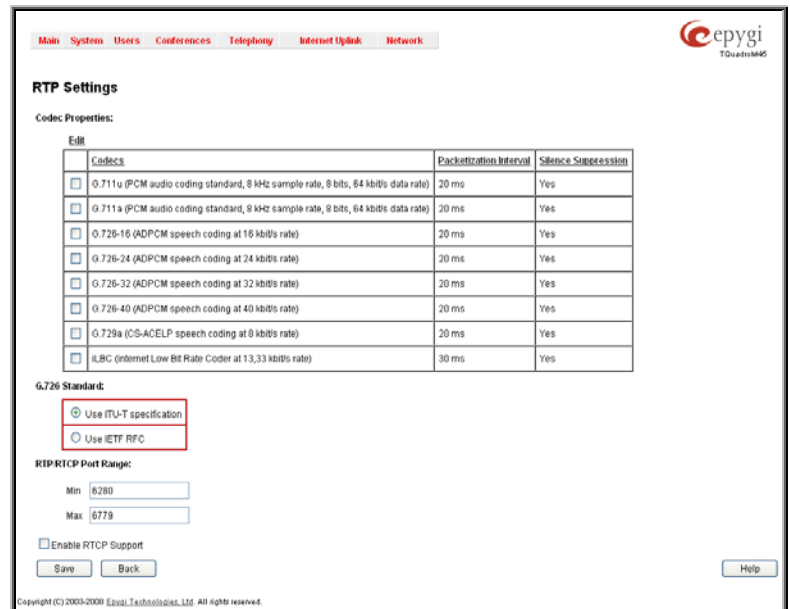 Main System Users Conferences Telephony Internet Uplink Network
epygi
TQuadroM45
RTP Settings
Codec Properties:
Edit
Codecs Packetization Interval Silence Suppression
G.711u (PCM audio coding standard, 8 kHz sample rate, 8 bits, 64 kbit/s data rate) 20 ms Yes
G.711a (PCM audio coding standard, 8 kHz sample rate, 8 bits, 64 kbit/s data rate) 20 ms Yes
G.726-16 (ADPCM speech coding at 16 kbit/s rate) 20 ms Yes
G.726-24 (ADPCM speech coding at 24 kbit/s rate) 20 ms Yes
G.726-32 (ADPCM speech coding at 32 kbit/s rate) 20 ms Yes
G.726-40 (ADPCM speech coding at 40 kbit/s rate) 20 ms Yes
G.729a (CS-ACELP speech coding at 8 kbit/s rate) 20 ms Yes
iLBC (Internet Low Bit Rate Coder at 13,33 kbit/s rate) 30 ms Yes
G.726 Standard:
Use ITU-T specification
Use IETF RFC
RTP/RTCP Port Range:
Min 6280
Max 6779
Enable RTCP Support
Save Back Help
Copyright (C) 2003-2008 Epygi Technologies, Ltd. All rights reserved.